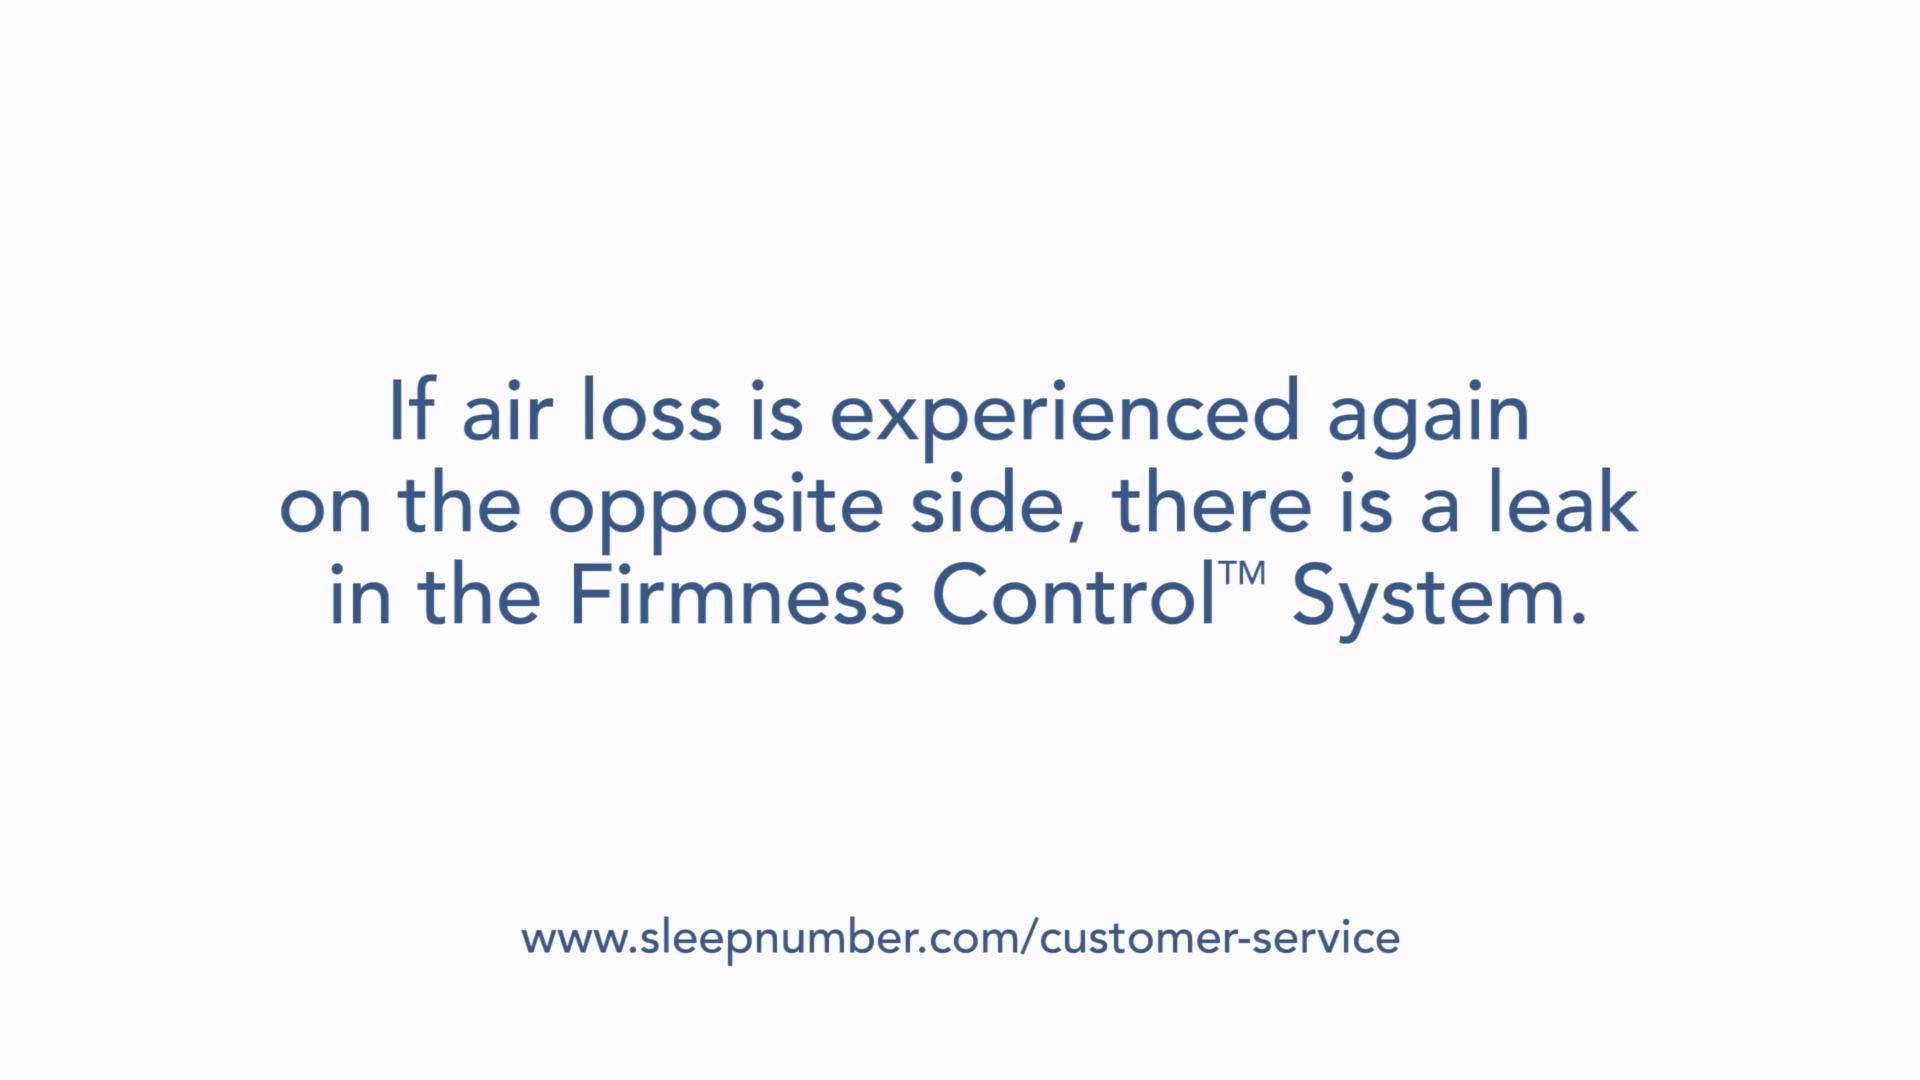 If air loss is experienced again
on the opposite side, there is a leak
in the Firmness Control™ System.
www.sleepnumber.com/customer-service